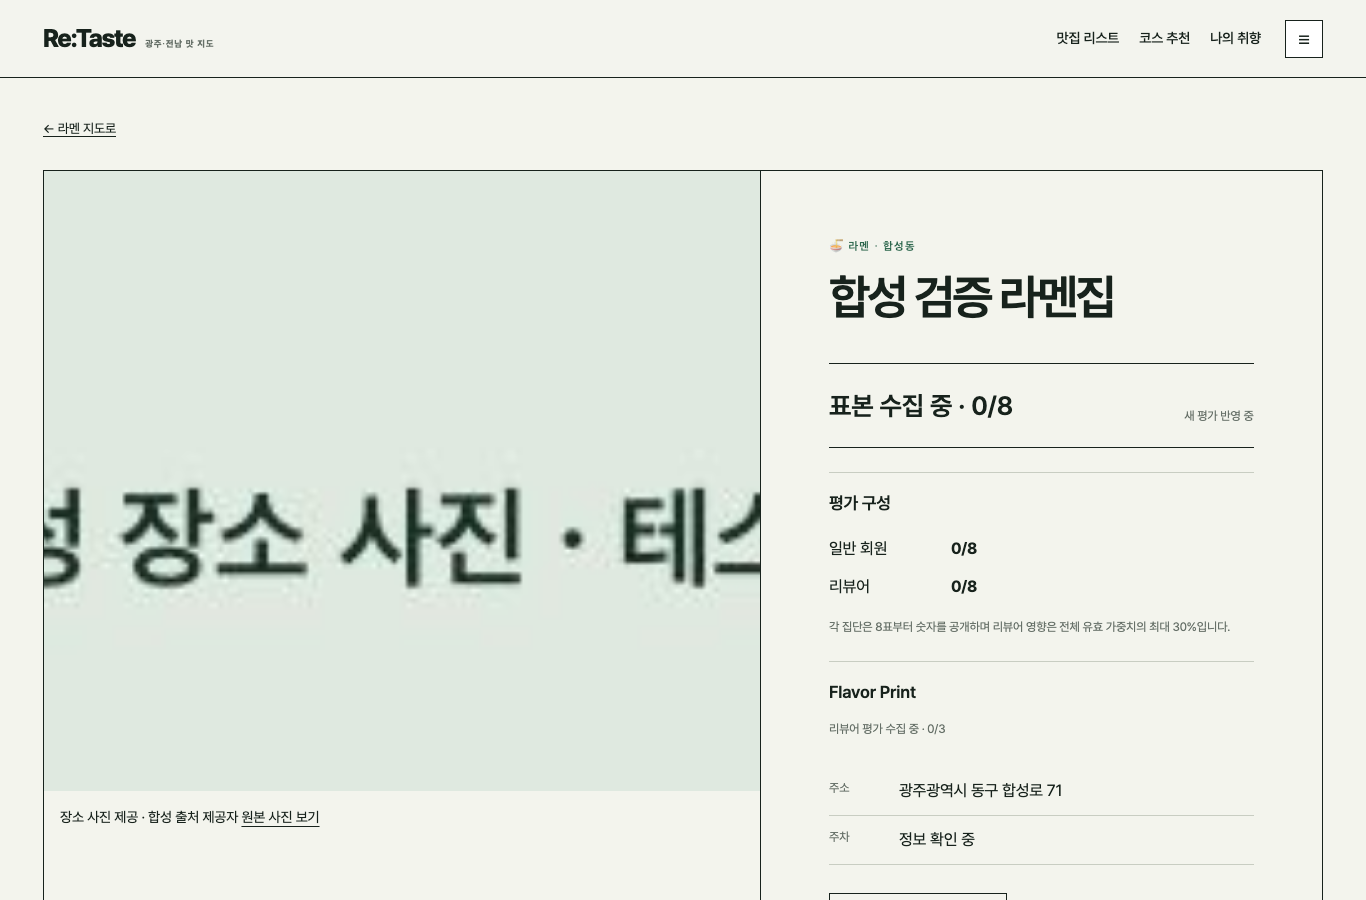 Re:Taste 광주·전남 맛 지도
맛집 리스트 코스 추천 나의 취향
← 라멘 지도로
장소 사진 · 테
라멘 · 합성동
합성 검증 라멘집
표본 수집 중 · 0/8
새 평가 반영 중
평가 구성
일반 회원 0/8
리뷰어 0/8
각 집단은 8표부터 숫자를 공개하며 리뷰어 영향은 전체 유효 가중치의 최대 30%입니다.
Flavor Print
리뷰어 평가 수집 중 · 0/3
주소 광주광역시 동구 합성로 71
주차 정보 확인 중
장소 사진 제공 · 합성 출처 제공자 원본 사진 보기